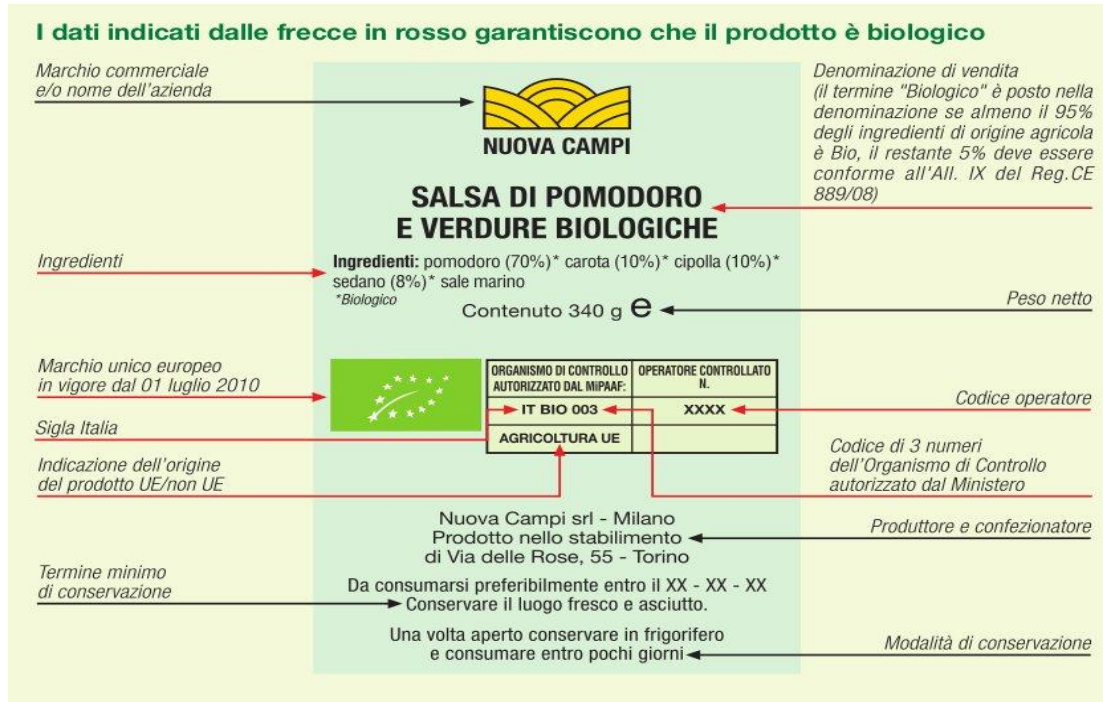 I dati indicati dalle frecce in rosso garantiscono che il prodotto è biologico
Marchio commerciale
e/o nome dell'azienda
NUOVA CAMPI
Denominazione di vendita
(il termine "Biologico" è posto nella
denominazione se almeno il 95%
degli ingredienti di origine agricola
è Bio, il restante 5% deve essere
conforme all'All. IX del Reg.CE
889/08)
SALSA DI POMODORO
E VERDURE BIOLOGICHE
Ingredienti
Ingredienti: pomodoro (70%)* carota (10%)* cipolla (10%)*
sedano (8%)* sale marino
*Biologico
Contenuto 340 g e
Peso netto
Marchio unico europeo
in vigore dal 01 luglio 2010
Sigla Italia
Indicazione dell'origine
del prodotto UE/non UE
ORGANISMO DI CONTROLLO
AUTORIZZATO DAL MiPAAF:
OPERATORE CONTROLLATO
N.
IT BIO 003
XXXX
AGRICOLTURA UE
Codice operatore
Codice di 3 numeri
dell'Organismo di Controllo
autorizzato dal Ministero
Nuova Campi srl - Milano
Prodotto nello stabilimento
di Via delle Rose, 55 - Torino
Produttore e confezionatore
Termine minimo
di conservazione
Da consumarsi preferibilmente entro il XX - XX - XX
Conservare il luogo fresco e asciutto.
Una volta aperto conservare in frigorifero
e consumare entro pochi giorni
Modalità di conservazione